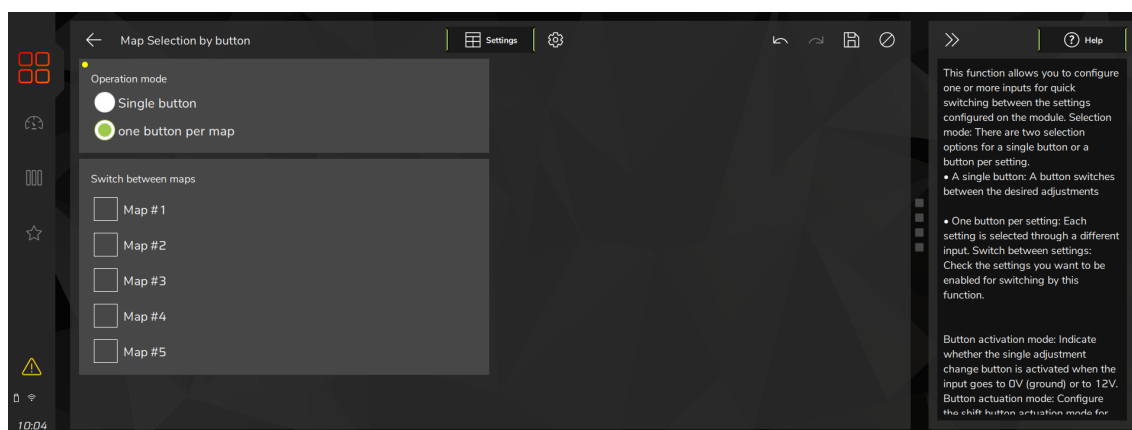 Map Selection by button
Settings
Help
Operation mode
Single button
one button per map
Switch between maps
Map #1
Map #2
Map #3
Map #4
Map #5
10:04
This function allows you to configure
one or more inputs for quick
switching between the settings
configured on the module. Selection
mode: There are two selection
options for a single button or a
button per setting.
• A single button: A button switches
between the desired adjustments
• One button per setting: Each
setting is selected through a different
input. Switch between settings:
Check the settings you want to be
enabled for switching by this
function.
Button activation mode: Indicate
whether the single adjustment
change button is activated when the
input goes to 0V (ground) or to 12V.
Button actuation mode: Configure
the shift button actuation mode for